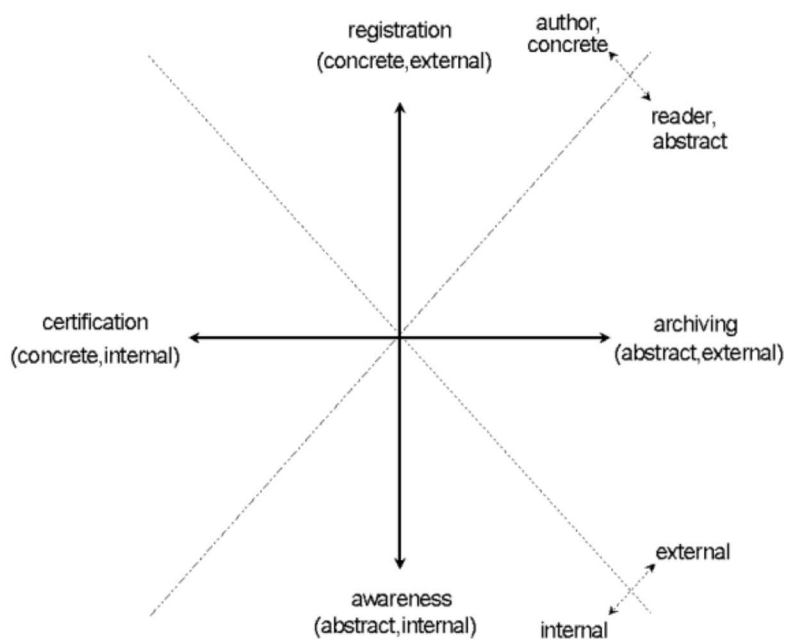 registration
(concrete,external)
author,
concrete
reader,
abstract
certification
(concrete,internal)
archiving
(abstract,external)
awareness
(abstract,internal)
external
internal